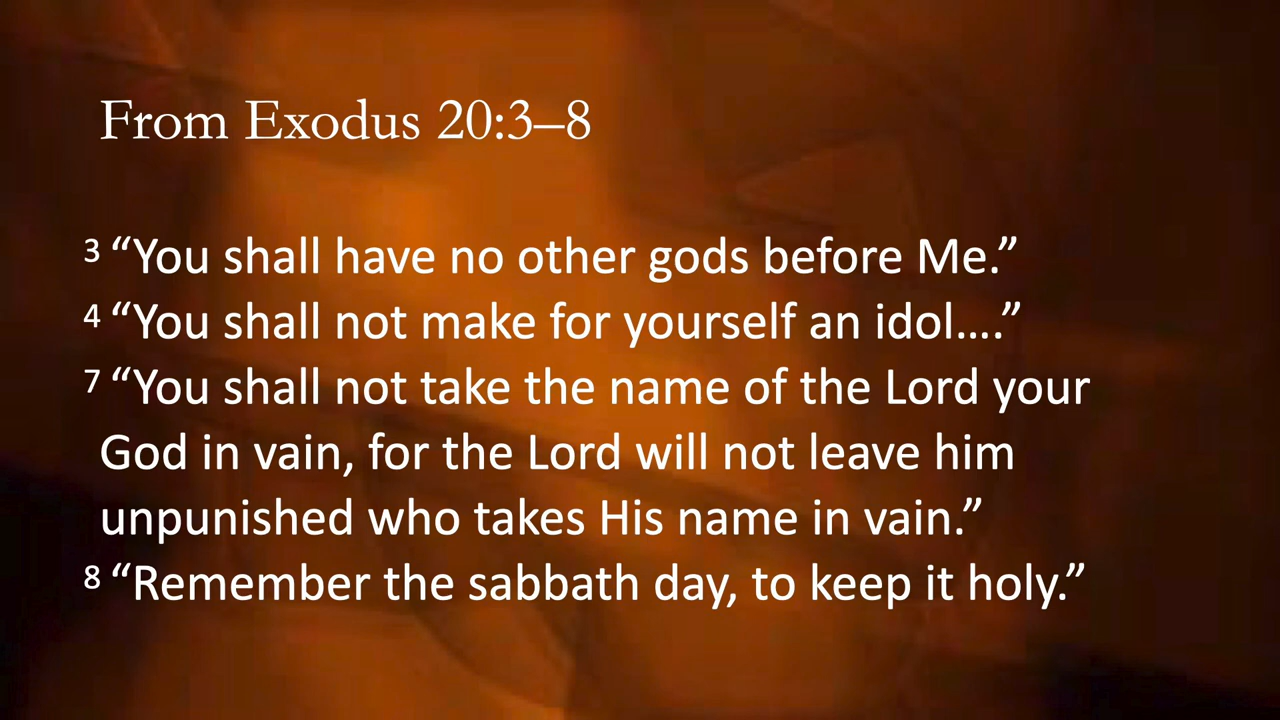 From Exodus 20:3–8
3 “You shall have no other gods before Me.”
4 “You shall not make for yourself an idol….”
7 “You shall not take the name of the Lord your
God in vain, for the Lord will not leave him
unpunished who takes His name in vain.”
8 “Remember the sabbath day, to keep it holy.”